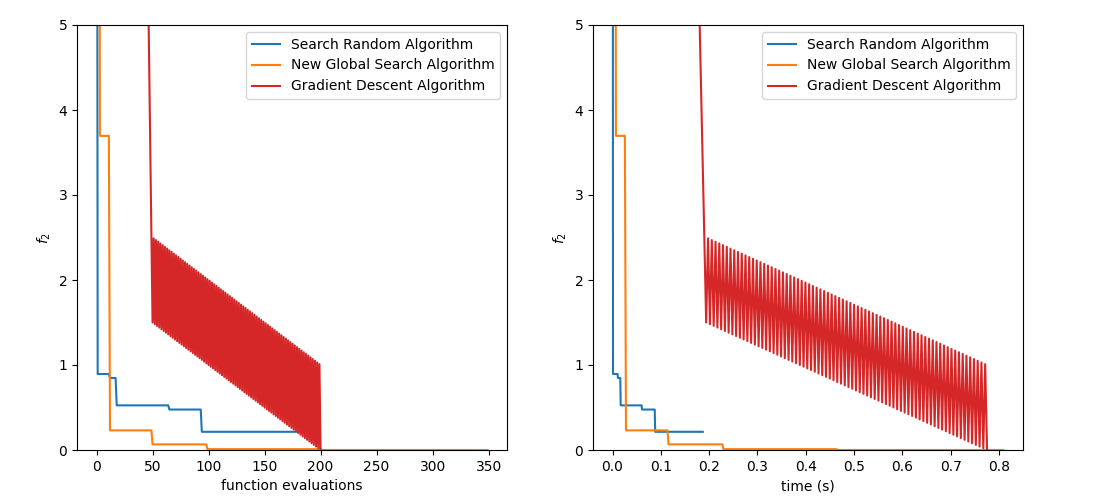 5
4
3
2
1
0
f2
0
50
100
150
200
250
300
350
function evaluations
Search Random Algorithm
New Global Search Algorithm
Gradient Descent Algorithm
5
4
3
2
1
0
f2
0.0
0.1
0.2
0.3
0.4
0.5
0.6
0.7
0.8
time (s)
Search Random Algorithm
New Global Search Algorithm
Gradient Descent Algorithm